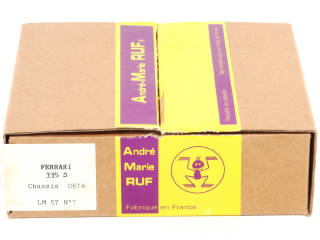 André-Marie RUF
FERRARI
335 S
Chassis 0674
LM 57 N°7
André
Marie
RUF
Fabriqué en France